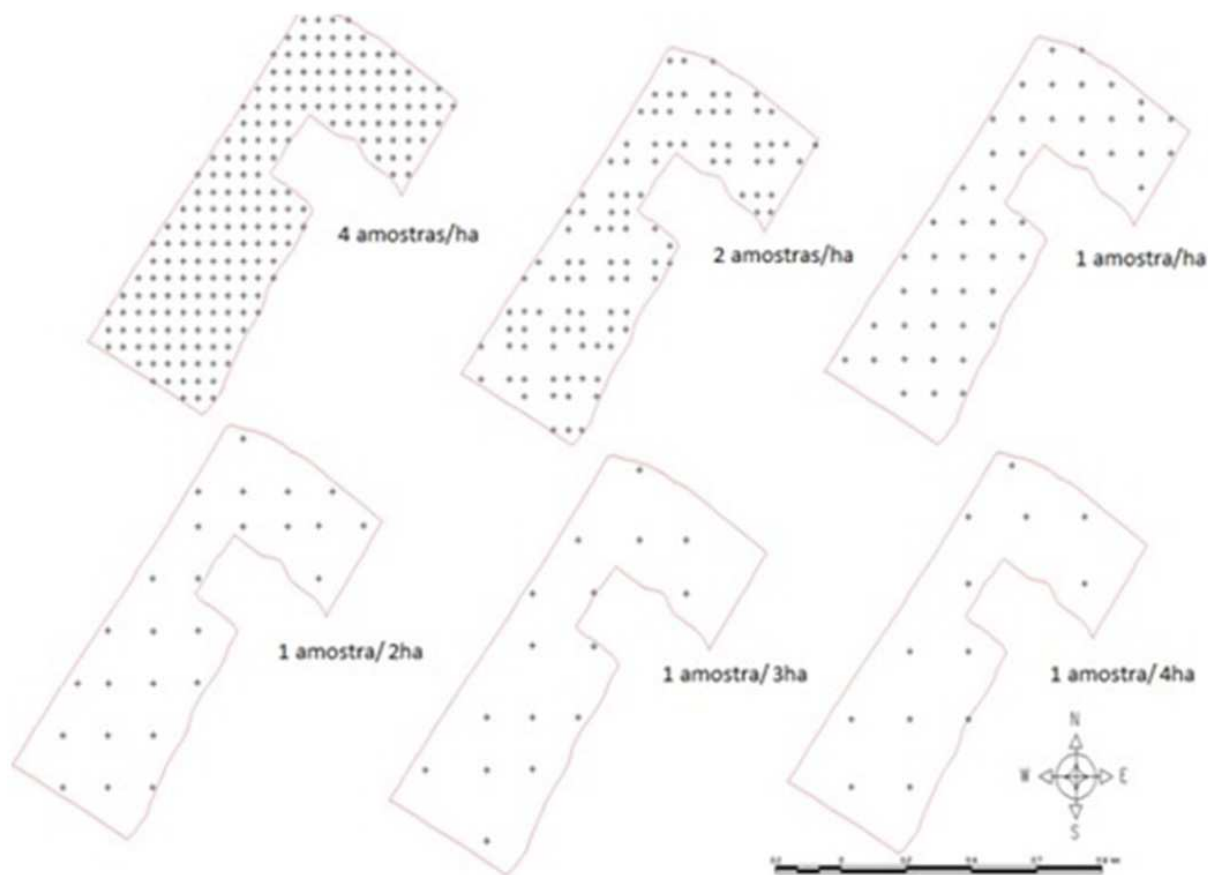 4 amostras/ha
2 amostras/ha
1 amostra/ha
1 amostra/ 2ha
1 amostra/ 3ha
1 amostra/ 4ha
N
W E
S